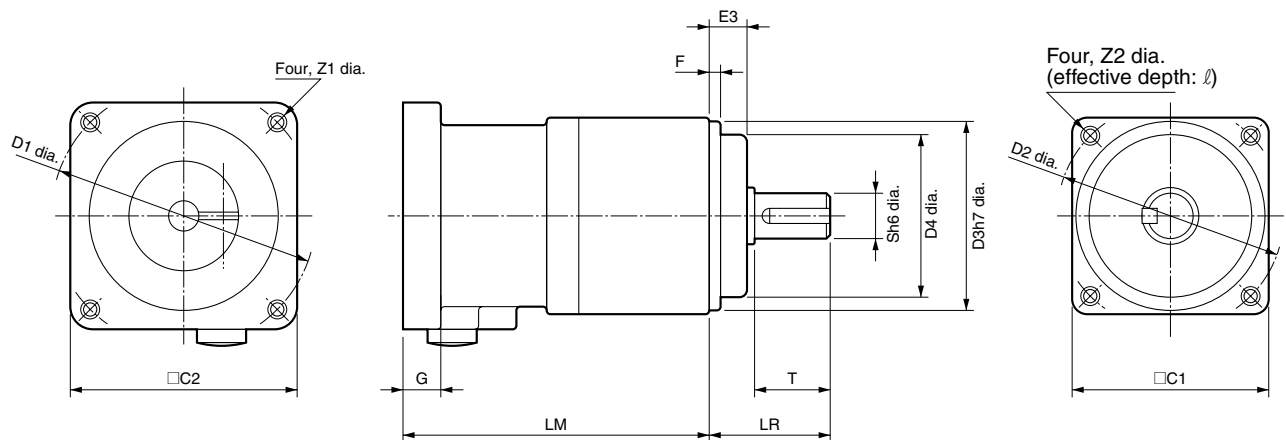 E3
F
Four, Z1 dia.
Four, Z2 dia.
(effective depth: ℓ)
D1 dia.
D2 dia.
Sh6 dia.
D4 dia.
D3h7 dia.
□C2
G
T
□C1
LM
LR